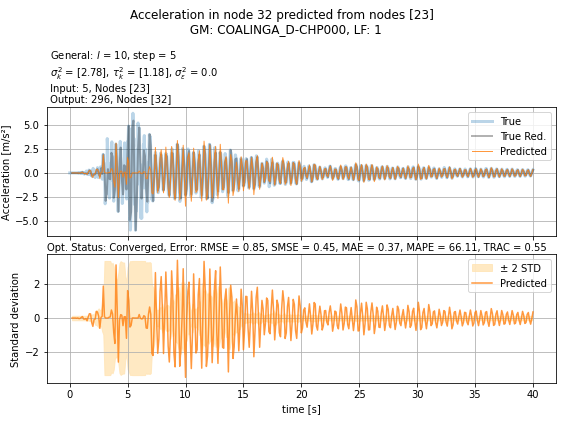 Acceleration in node 32 predicted from nodes [23]
GM: COALINGA_D-CHP000, LF: 1
General: l = 10, step = 5
σ²ₖ = [2.78], τ²ₖ = [1.18], σ²ε = 0.0
Input: 5, Nodes [23]
Output: 296, Nodes [32]
Acceleration [m/s²]
5.0
2.5
0.0
−2.5
−5.0
True
True Red.
Predicted
Opt. Status: Converged, Error: RMSE = 0.85, SMSE = 0.45, MAE = 0.37, MAPE = 66.11, TRAC = 0.55
Standard deviation
2
0
−2
± 2 STD
Predicted
0 5 10 15 20 25 30 35 40
time [s]